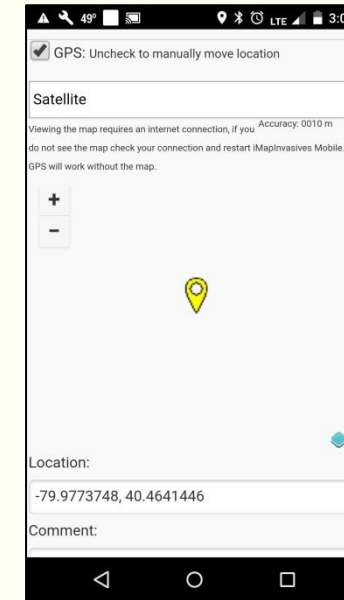 49° LTE 3:0
GPS: Uncheck to manually move location
Satellite
Viewing the map requires an internet connection, if you Accuracy: 0010 m
do not see the map check your connection and restart iMapInvasives Mobile.
GPS will work without the map.
+
−
Location:
-79.9773748, 40.4641446
Comment: